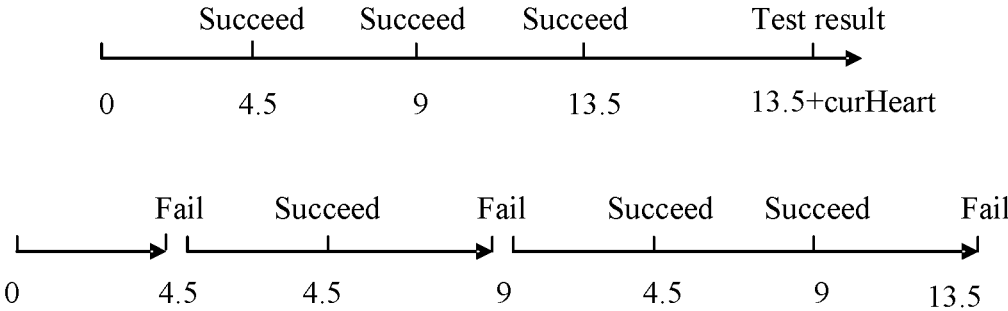 Succeed Succeed Succeed Test result
0 4.5 9 13.5 13.5+curHeart
Fail Succeed Fail Succeed Succeed Fail
0 4.5 4.5 9 4.5 9 13.5